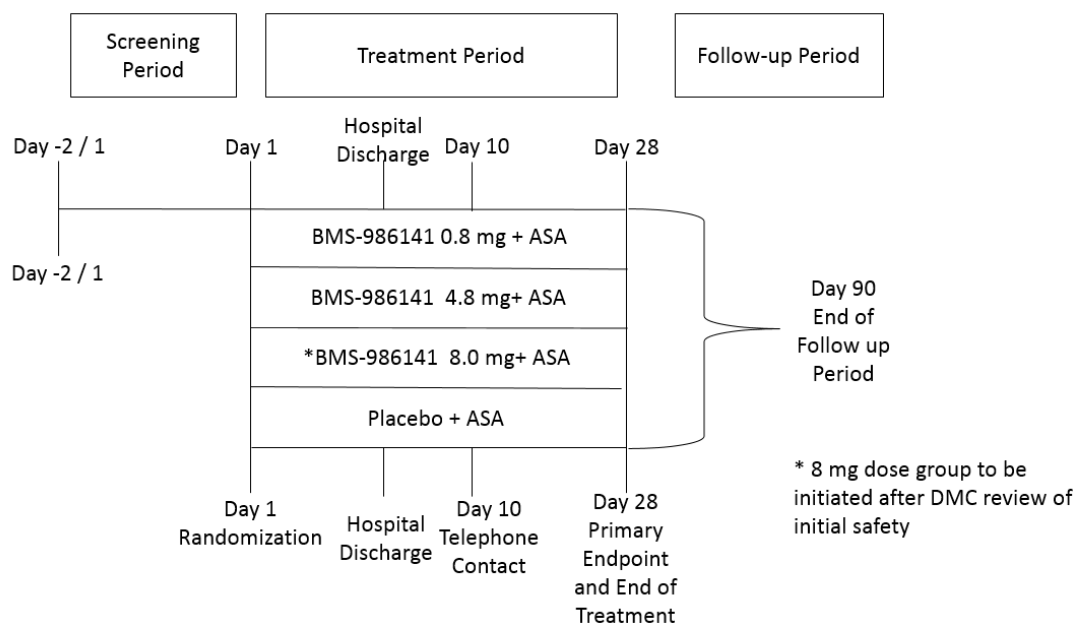 Screening
Period
Treatment Period
Follow-up Period
Day -2 / 1
Day 1
Hospital
Discharge
Day 10
Day 28
BMS-986141 0.8 mg + ASA
Day -2 / 1
BMS-986141 4.8 mg+ ASA
*BMS-986141 8.0 mg+ ASA
Placebo + ASA
Day 90
End of
Follow up
Period
* 8 mg dose group to be
initiated after DMC review of
initial safety
Day 1
Randomization
Hospital
Discharge
Day 10
Telephone
Contact
Day 28
Primary
Endpoint
and End of
Treatment